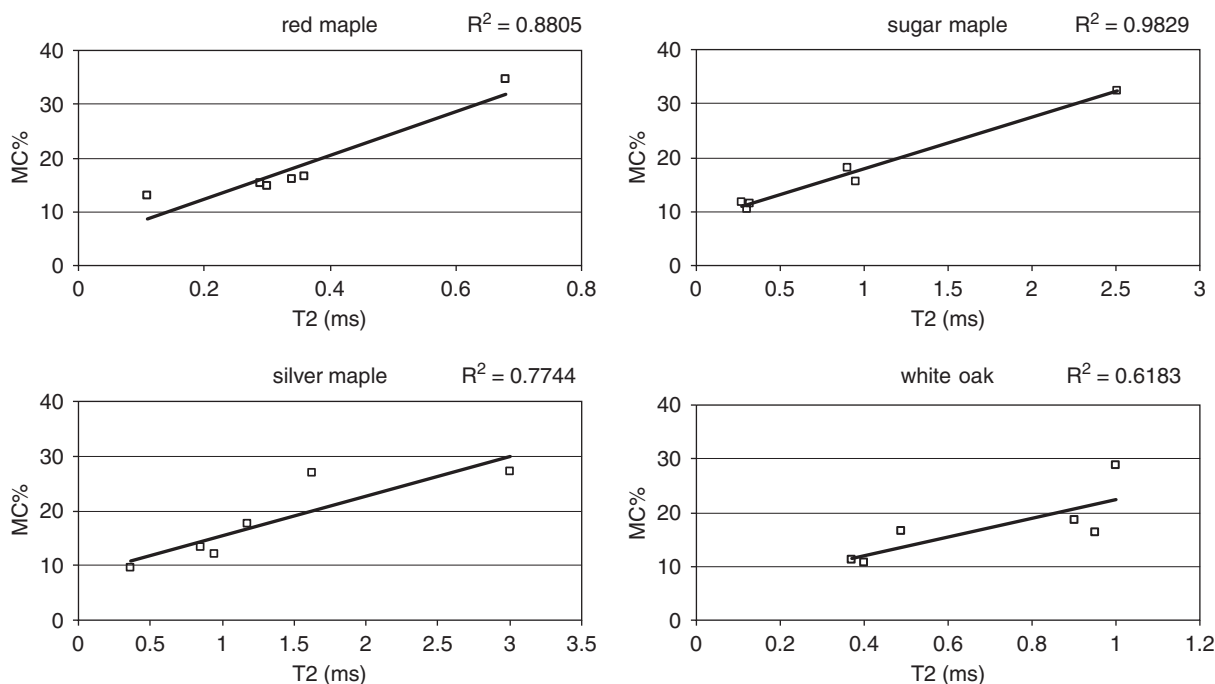 red maple R² = 0.8805
40
30
20
10
0
MC%
0 0.2 0.4 0.6 0.8
T2 (ms)
sugar maple R² = 0.9829
40
30
20
10
0
MC%
0 0.5 1 1.5 2 2.5 3
T2 (ms)
silver maple R² = 0.7744
40
30
20
10
0
MC%
0 0.5 1 1.5 2 2.5 3 3.5
T2 (ms)
white oak R² = 0.6183
40
30
20
10
0
MC%
0 0.2 0.4 0.6 0.8 1 1.2
T2 (ms)